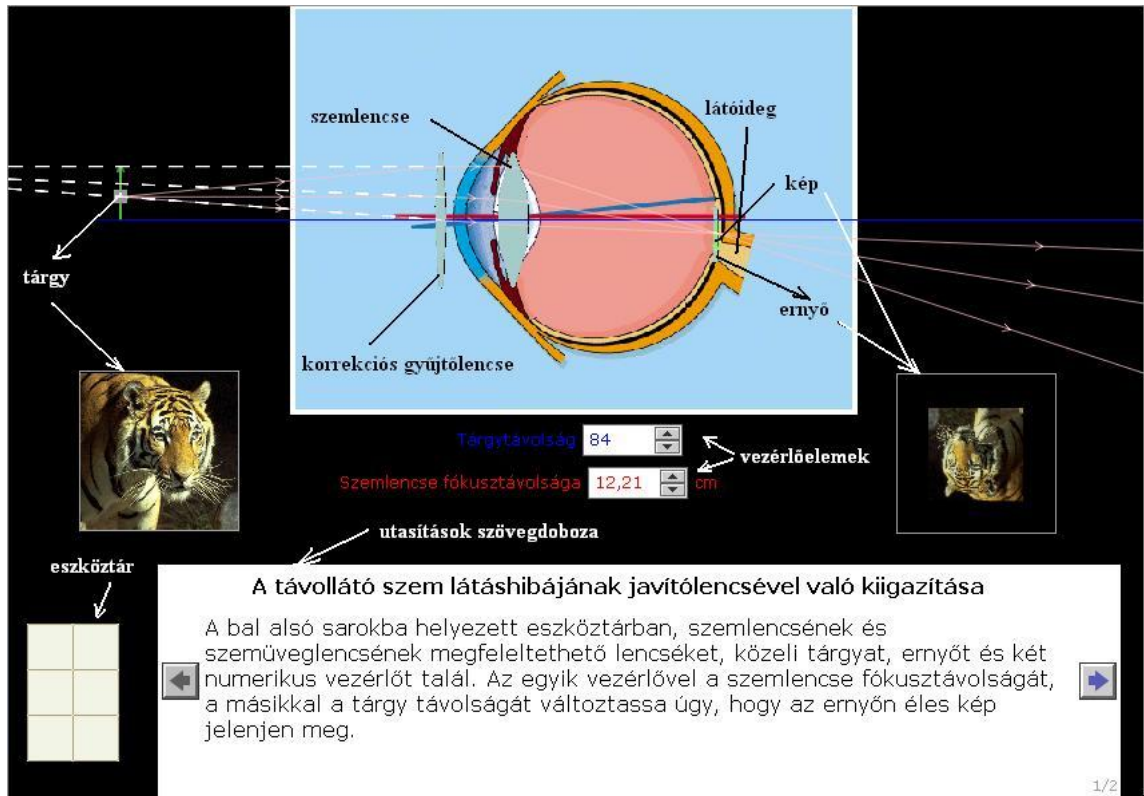 szemlencse
látóideg
kép
tárgy
ernyő
korrekciós gyűjtőlencse
Tárgytávolság 84
vezérlőelemek
Szemlencse fókusztávolsága 12,21 cm
utasítások szövegdoboza
eszköztár
A távollátó szem látáshibájának javítólencsével való kiigazítása
A bal alsó sarokba helyezett eszköztárban, szemlencsének és
szemüveglencsének megfeleltethető lencséket, közeli tárgyat, ernyőt és két
numerikus vezérlőt talál. Az egyik vezérlővel a szemlencse fókusztávolságát,
a másikkal a tárgy távolságát változtassa úgy, hogy az ernyőn éles kép
jelenjen meg.
1/2